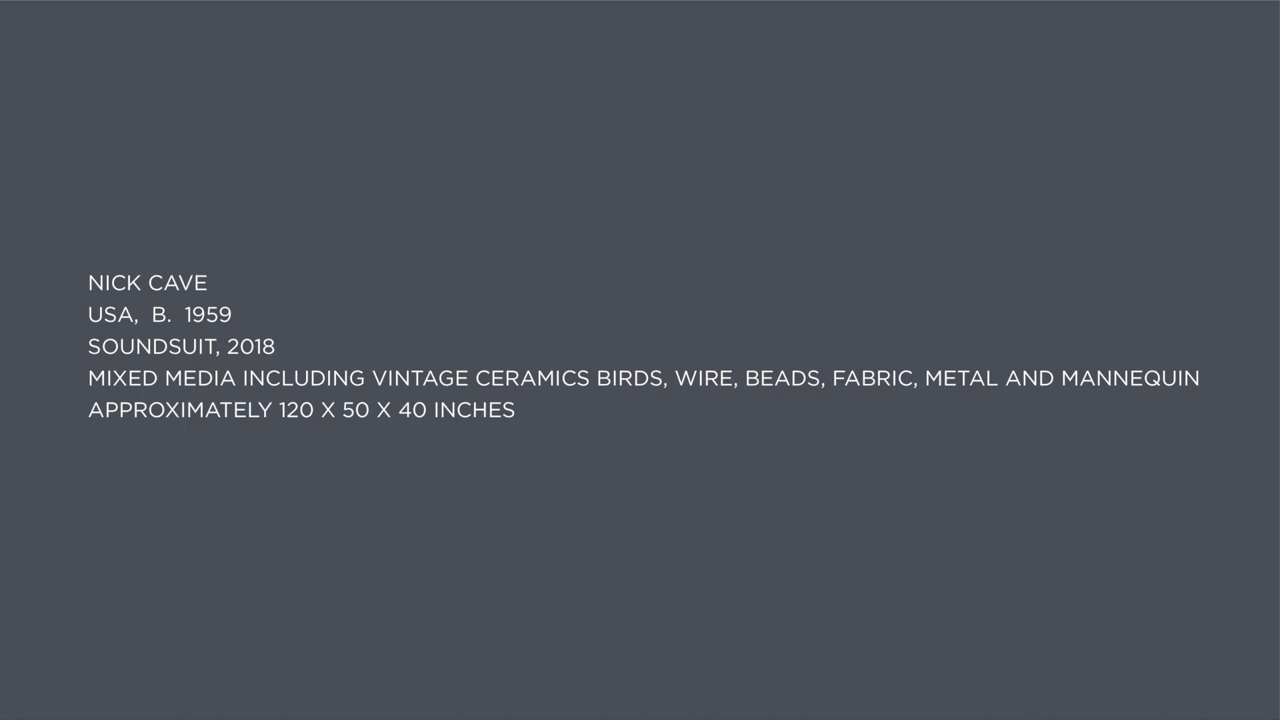 NICK CAVE
USA,  B.  1959
SOUNDSUIT, 2018
MIXED MEDIA INCLUDING VINTAGE CERAMICS BIRDS, WIRE, BEADS, FABRIC, METAL AND MANNEQUIN
APPROXIMATELY 120 X 50 X 40 INCHES